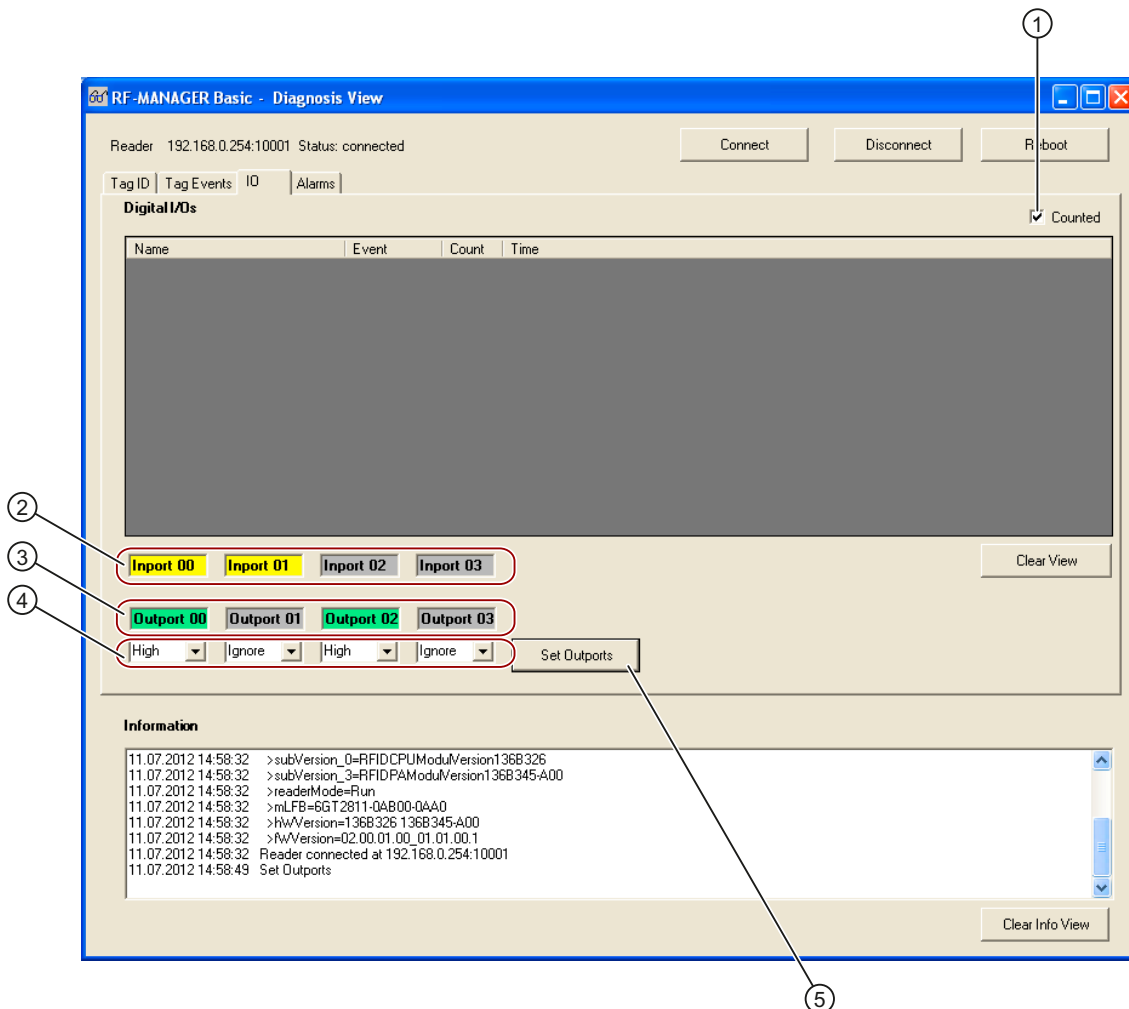 1
RF-MANAGER Basic - Diagnosis View
Reader 192.168.0.254:10001 Status: connected
Connect
Disconnect
Reboot
Tag ID
Tag Events
IO
Alarms
Digital I/Os
Counted
Name
Event
Count
Time
2
Inport 00
Inport 01
Inport 02
Inport 03
Clear View
3
Outport 00
Outport 01
Outport 02
Outport 03
4
High
Ignore
High
Ignore
Set Outports
Information
11.07.2012 14:58:32 >subVersion_0=RFIDCPUModulVersion136B326
11.07.2012 14:58:32 >subVersion_3=RFIDPAModulVersion136B345-A00
11.07.2012 14:58:32 >readerMode=Run
11.07.2012 14:58:32 >mLFB=6GT2811-0AB00-0AA0
11.07.2012 14:58:32 >hWVersion=136B326 136B345-A00
11.07.2012 14:58:32 >fWVersion=02.00.01.00_01.01.00.1
11.07.2012 14:58:32 Reader connected at 192.168.0.254:10001
11.07.2012 14:58:49 Set Outports
Clear Info View
5